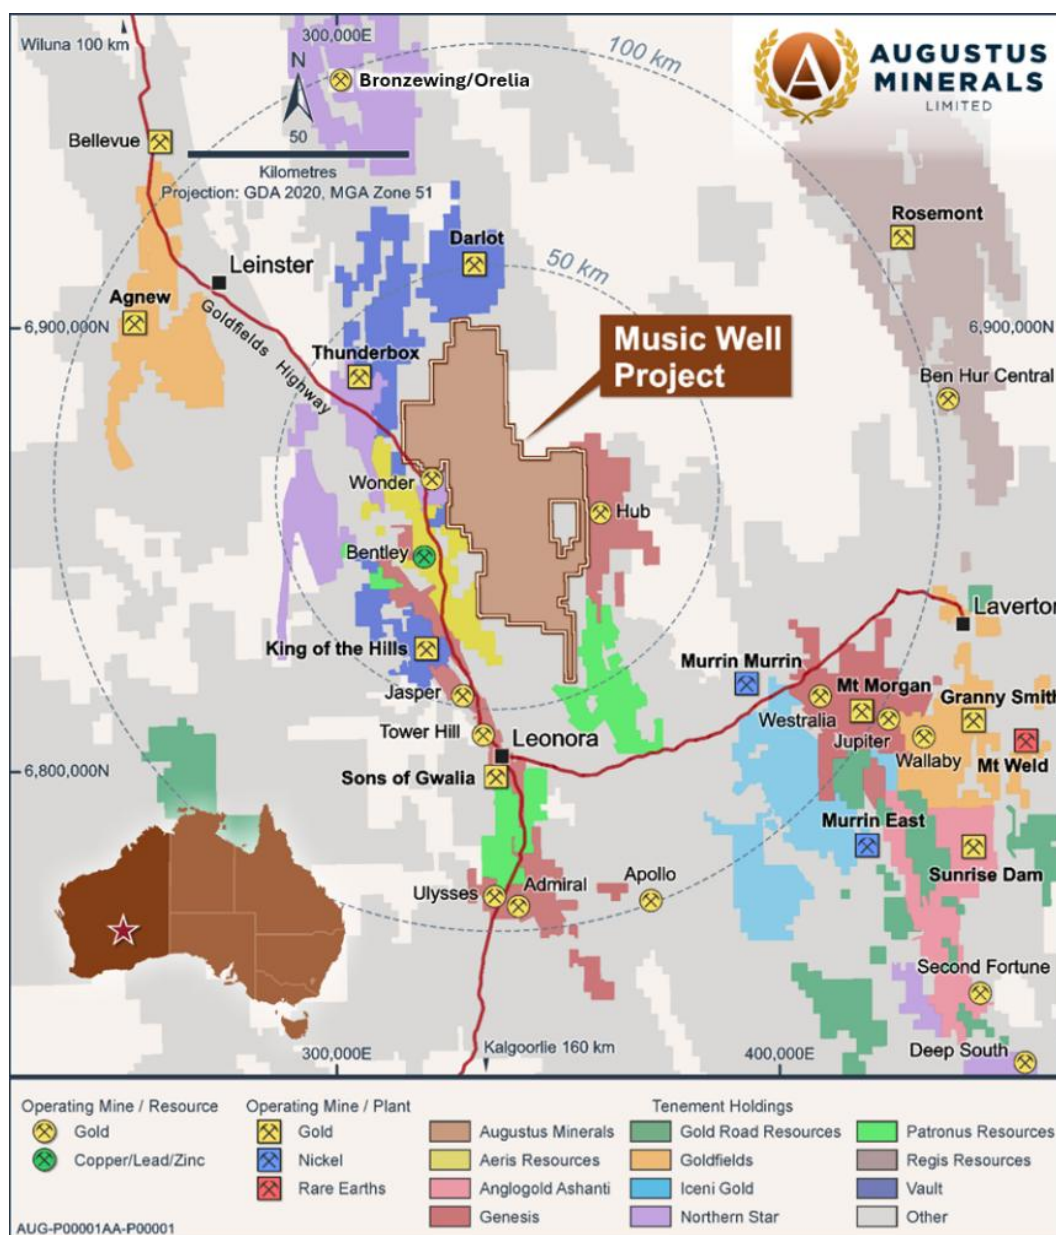 Wiluna 100 km
300,000E
N
100 km
AUGUSTUS
MINERALS
LIMITED
A
Bronzewing/Orelia
50
Kilometres
Projection: GDA 2020, MGA Zone 51
Bellevue
Rosemont
Darlot
50 km
Leinster
Agnew
6,900,000N
6,900,000N
Goldfields Highway
Thunderbox
Music Well
Project
Ben Hur Central
Wonder
Hub
Bentley
Laverton
King of the Hills
Murrin Murrin
Jasper
Westralia
Mt Morgan
Granny Smith
Tower Hill
Leonora
Jupiter
Wallaby
Mt Weld
6,800,000N
Sons of Gwalia
Murrin East
Sunrise Dam
Ulysses
Admiral
Apollo
Second Fortune
300,000E
Kalgoorlie 160 km
400,000E
Deep South
Operating Mine / Resource
Gold
Copper/Lead/Zinc
Operating Mine / Plant
Gold
Nickel
Rare Earths
Tenement Holdings
Augustus Minerals
Aeris Resources
Anglogold Ashanti
Genesis
Gold Road Resources
Goldfields
Iceni Gold
Northern Star
Patronus Resources
Regis Resources
Vault
Other
AUG-P00001AA-P00001